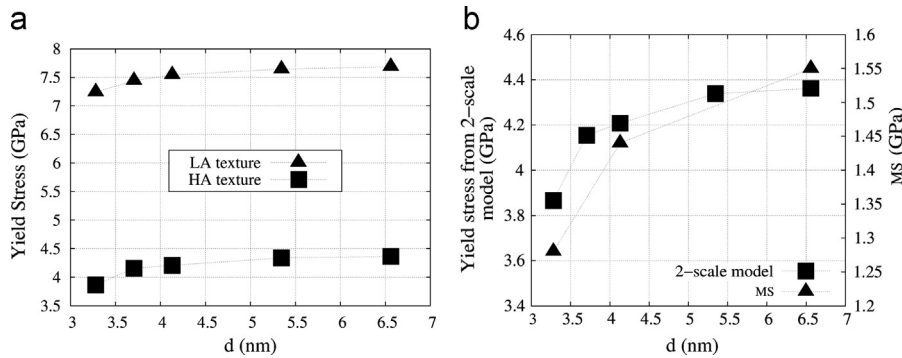 a
8
7.5
7
6.5
6
5.5
5
4.5
4
3.5
Yield Stress (GPa)
LA texture
HA texture
3 3.5 4 4.5 5 5.5 6 6.5 7
d (nm)
b
4.6
4.4
4.2
4
3.8
3.6
3.4
Yield stress from 2-scale
model (GPa)
1.6
1.55
1.5
1.45
1.4
1.35
1.3
1.25
1.2
MS (GPa)
2-scale model
MS
3 3.5 4 4.5 5 5.5 6 6.5 7
d (nm)